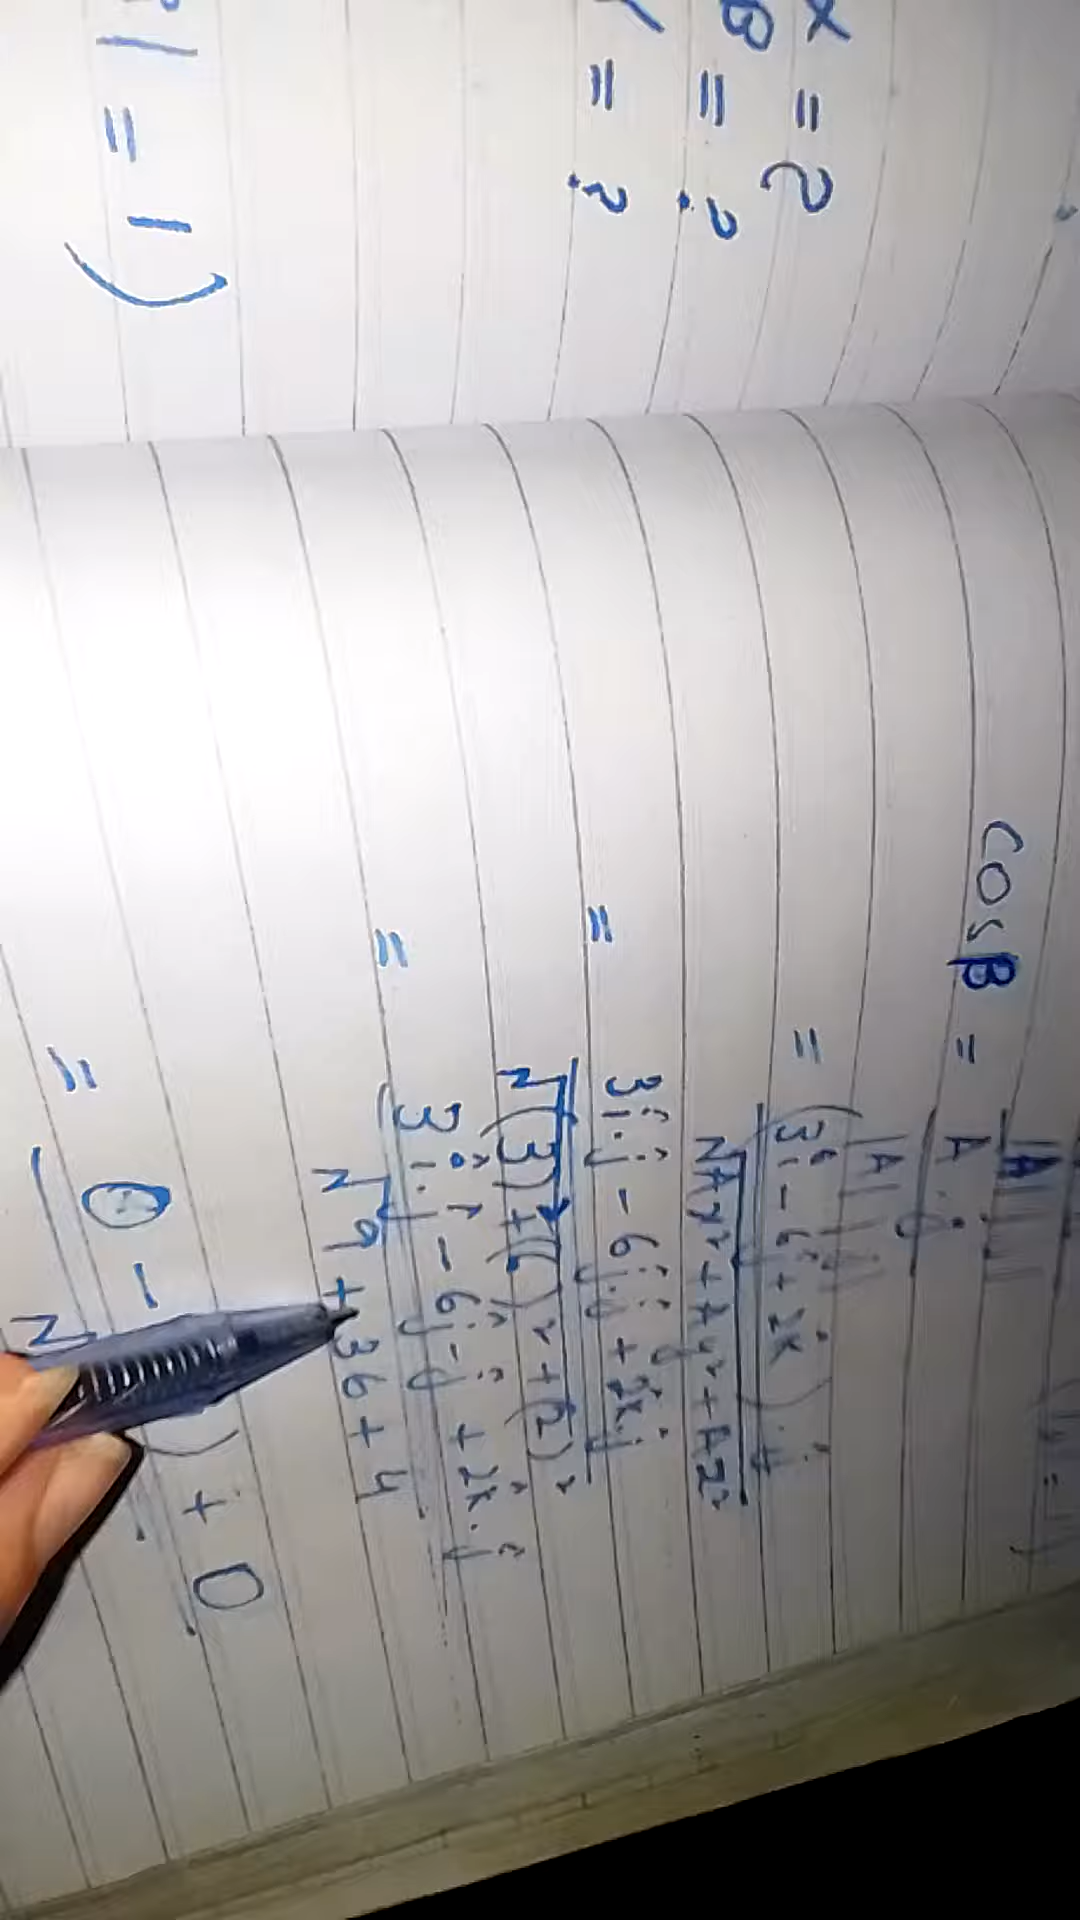 = ?
β = ?
= ?
= 1)
cos β = A . ĵ
|A|
= (3î - 6ĵ + 2k̂) . ĵ
√Ax² + Ay² + Az²
= 3î.ĵ - 6ĵ.ĵ + 2k̂.ĵ
√(3)² + (6)² + (2)²
= 3î.ĵ - 6ĵ.ĵ + 2k̂.ĵ
√9 + 36 + 4
= 0 - ) + 0
√